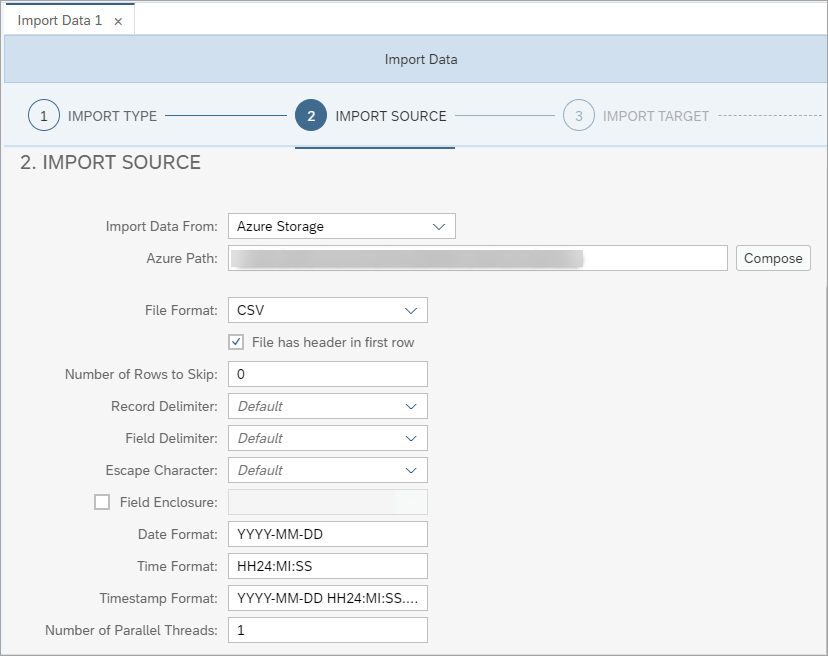 Import Data 1 ×
Import Data
1 IMPORT TYPE 2 IMPORT SOURCE 3 IMPORT TARGET
2. IMPORT SOURCE
Import Data From: Azure Storage
Azure Path: Compose
File Format: CSV
File has header in first row
Number of Rows to Skip: 0
Record Delimiter: Default
Field Delimiter: Default
Escape Character: Default
Field Enclosure:
Date Format: YYYY-MM-DD
Time Format: HH24:MI:SS
Timestamp Format: YYYY-MM-DD HH24:MI:SS....
Number of Parallel Threads: 1